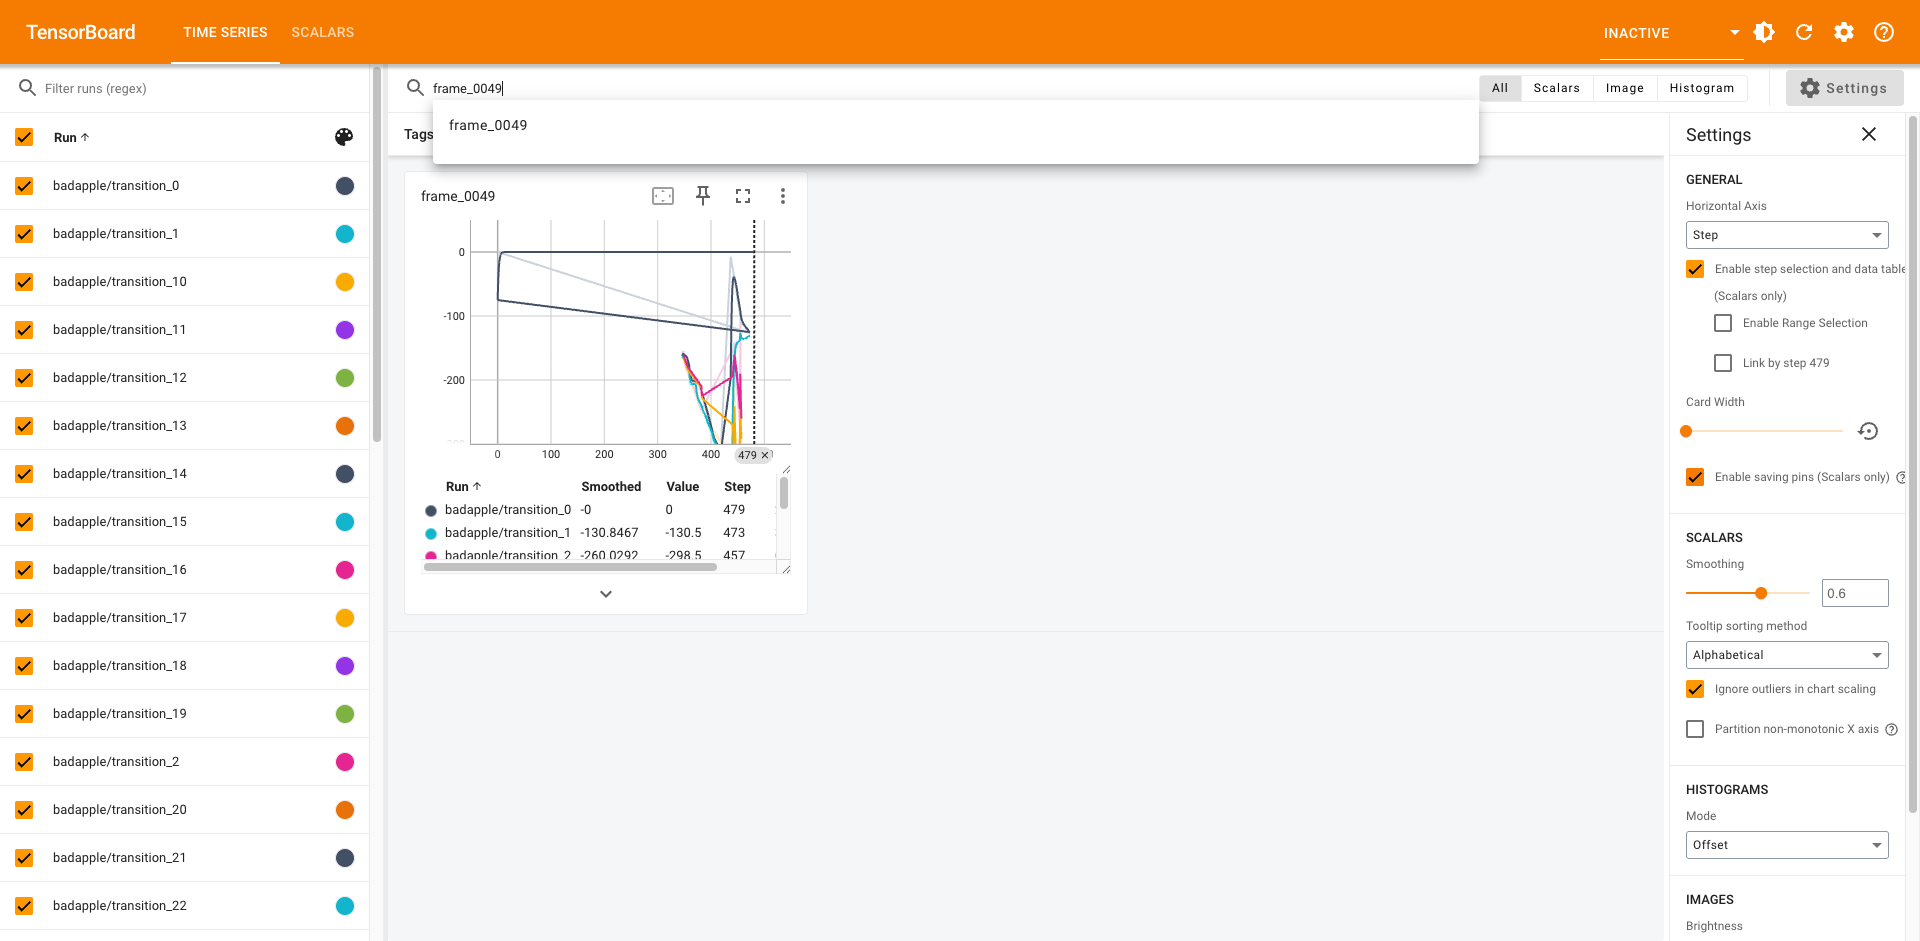 TensorBoard
TIME SERIES
SCALARS
INACTIVE
Filter runs (regex)
frame_0049
All
Scalars
Image
Histogram
Settings
frame_0049
Tags
Run
badapple/transition_0
badapple/transition_1
badapple/transition_10
badapple/transition_11
badapple/transition_12
badapple/transition_13
badapple/transition_14
badapple/transition_15
badapple/transition_16
badapple/transition_17
badapple/transition_18
badapple/transition_19
badapple/transition_2
badapple/transition_20
badapple/transition_21
badapple/transition_22
frame_0049
0
-100
-200
0 100 200 300 400 479
Run Smoothed Value Step
badapple/transition_0 -0 0 479
badapple/transition_1 -130.8467 -130.5 473
badapple/transition_2 -260.0292 -298.5 457
Settings
GENERAL
Horizontal Axis
Step
Enable step selection and data table
(Scalars only)
Enable Range Selection
Link by step 479
Card Width
Enable saving pins (Scalars only)
SCALARS
Smoothing
0.6
Tooltip sorting method
Alphabetical
Ignore outliers in chart scaling
Partition non-monotonic X axis
HISTOGRAMS
Mode
Offset
IMAGES
Brightness